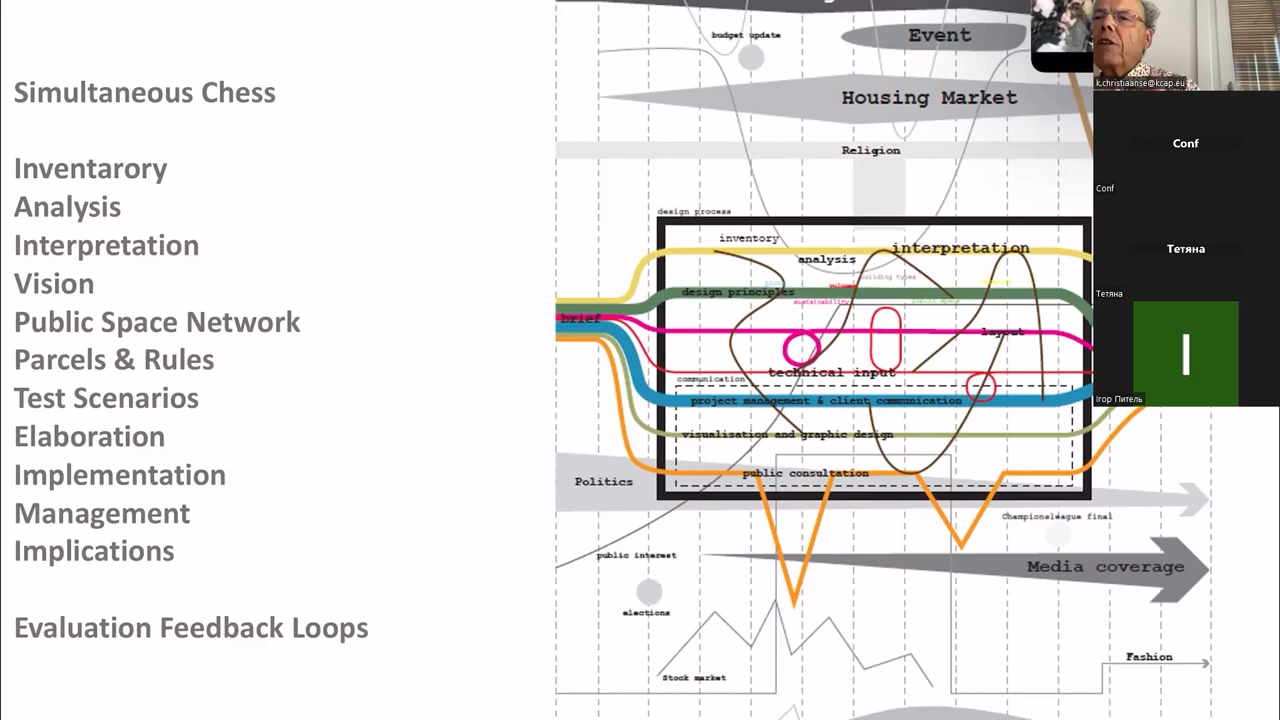 Simultaneous Chess
Inventarory
Analysis
Interpretation
Vision
Public Space Network
Parcels & Rules
Test Scenarios
Elaboration
Implementation
Management
Implications
Evaluation Feedback Loops
budget update
Event
Housing Market
Religion
design process
inventory
interpretation
analysis
building types
design principles
volumes
sustaitability
public space
brief
layout
technical input
communication
project management & client communication
visualisation and graphic design
public consultation
Politics
Championsleague final
public interest
Media coverage
elections
Fashion
Stock market
k.christiaanse@kcap.eu
Conf
Conf
Тетяна
Тетяна
I
Ігор Питель